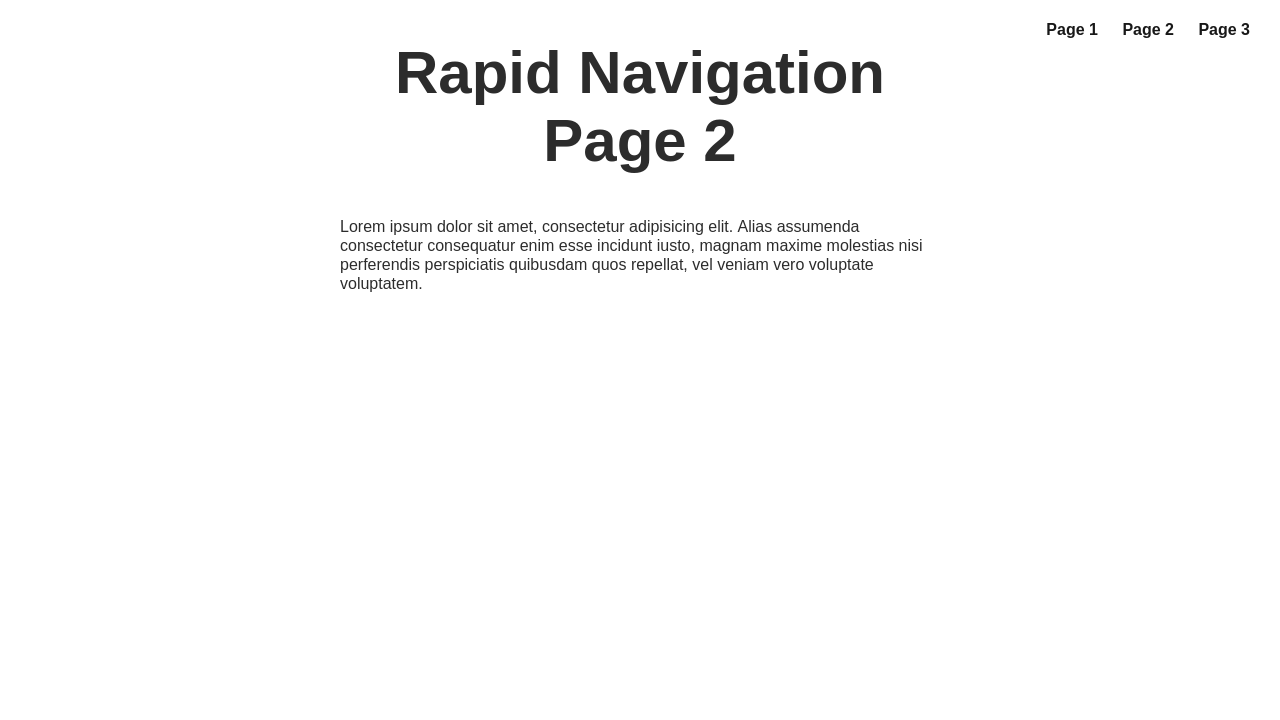 Page 1 Page 2 Page 3
Rapid Navigation
Page 2
Lorem ipsum dolor sit amet, consectetur adipisicing elit. Alias assumenda
consectetur consequatur enim esse incidunt iusto, magnam maxime molestias nisi
perferendis perspiciatis quibusdam quos repellat, vel veniam vero voluptate
voluptatem.